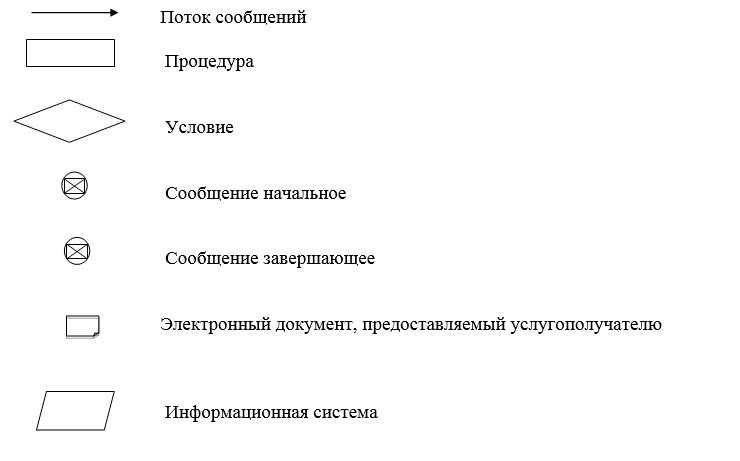 Поток сообщений
Процедура
Условие
Сообщение начальное
Сообщение завершающее
Электронный документ, предоставляемый услугополучателю
Информационная система